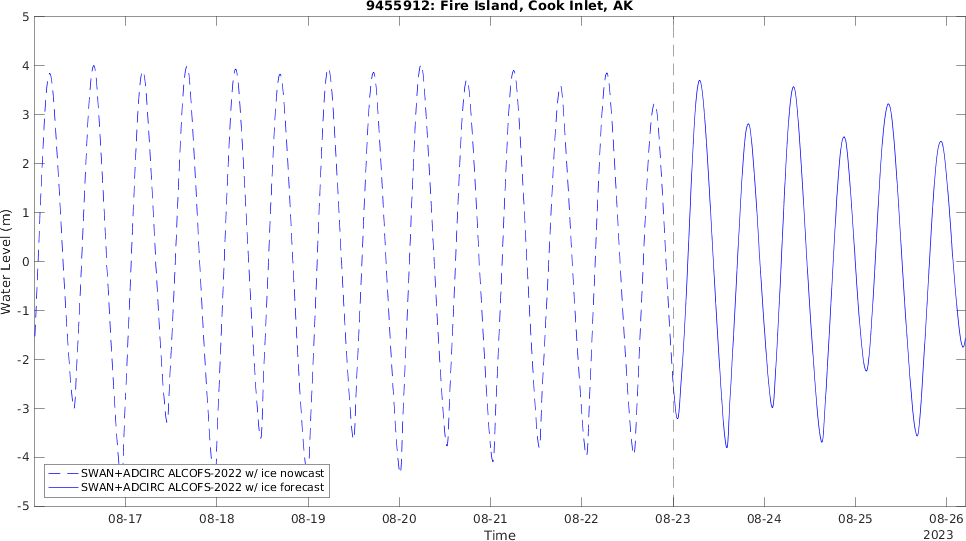 9455912: Fire Island, Cook Inlet, AK
5
4
3
2
1
0
-1
-2
-3
-4
-5
Water Level (m)
SWAN+ADCIRC ALCOFS-2022 w/ ice nowcast
SWAN+ADCIRC ALCOFS-2022 w/ ice forecast
08-17 08-18 08-19 08-20 08-21 08-22 08-23 08-24 08-25 08-26
Time
2023